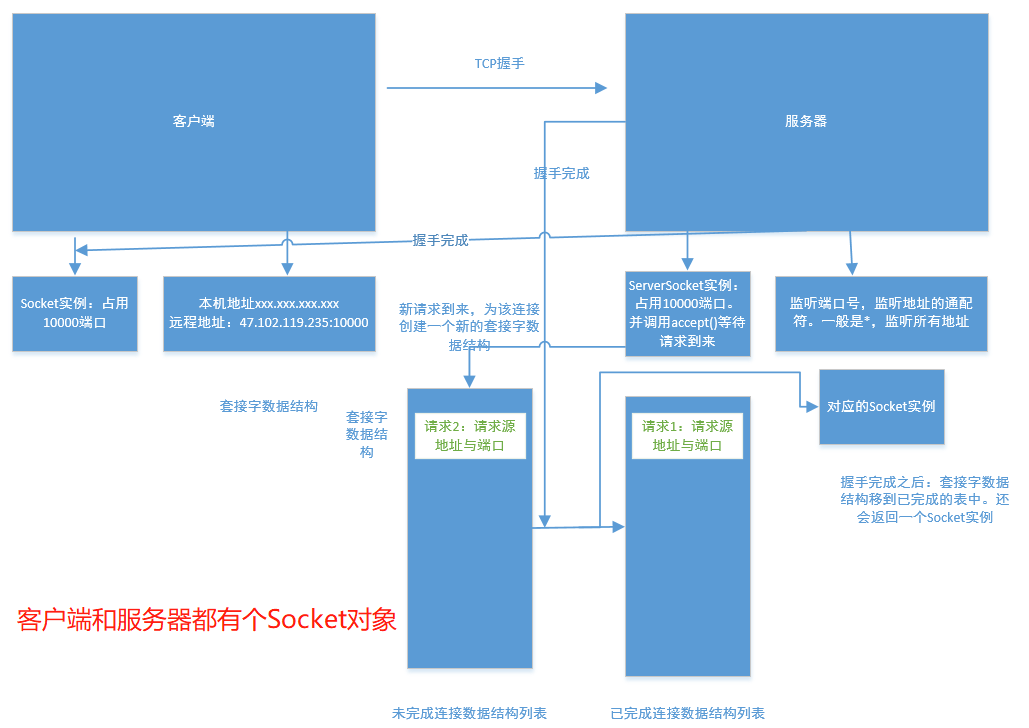 TCP握手
客户端
服务器
握手完成
握手完成
Socket实例：占用
10000端口
本机地址xxx.xxx.xxx.xxx
远程地址：47.102.119.235:10000
ServerSocket实例：
占用10000端口。
并调用accept()等待
请求到来
监听端口号，监听地址的通配
符。一般是*，监听所有地址
新请求到来，为该连接
创建一个新的套接字数
据结构
套接字数据结构
套接字
数据结
构
请求2：请求源
地址与端口
请求1：请求源
地址与端口
对应的Socket实例
握手完成之后：套接字数据
结构移到已完成的表中。还
会返回一个Socket实例
客户端和服务器都有个Socket对象
未完成连接数据结构列表
已完成连接数据结构列表